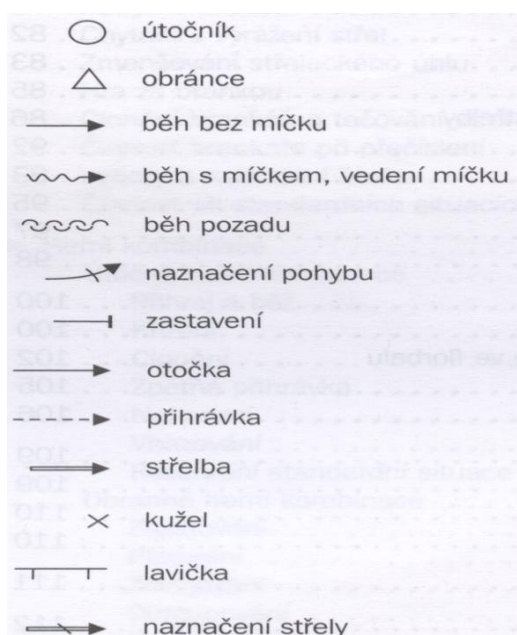 útočník
obránce
běh bez míčku
běh s míčkem, vedení míčku
běh pozadu
naznačení pohybu
zastavení
otočka
přihrávka
střelba
kužel
lavička
naznačení střely